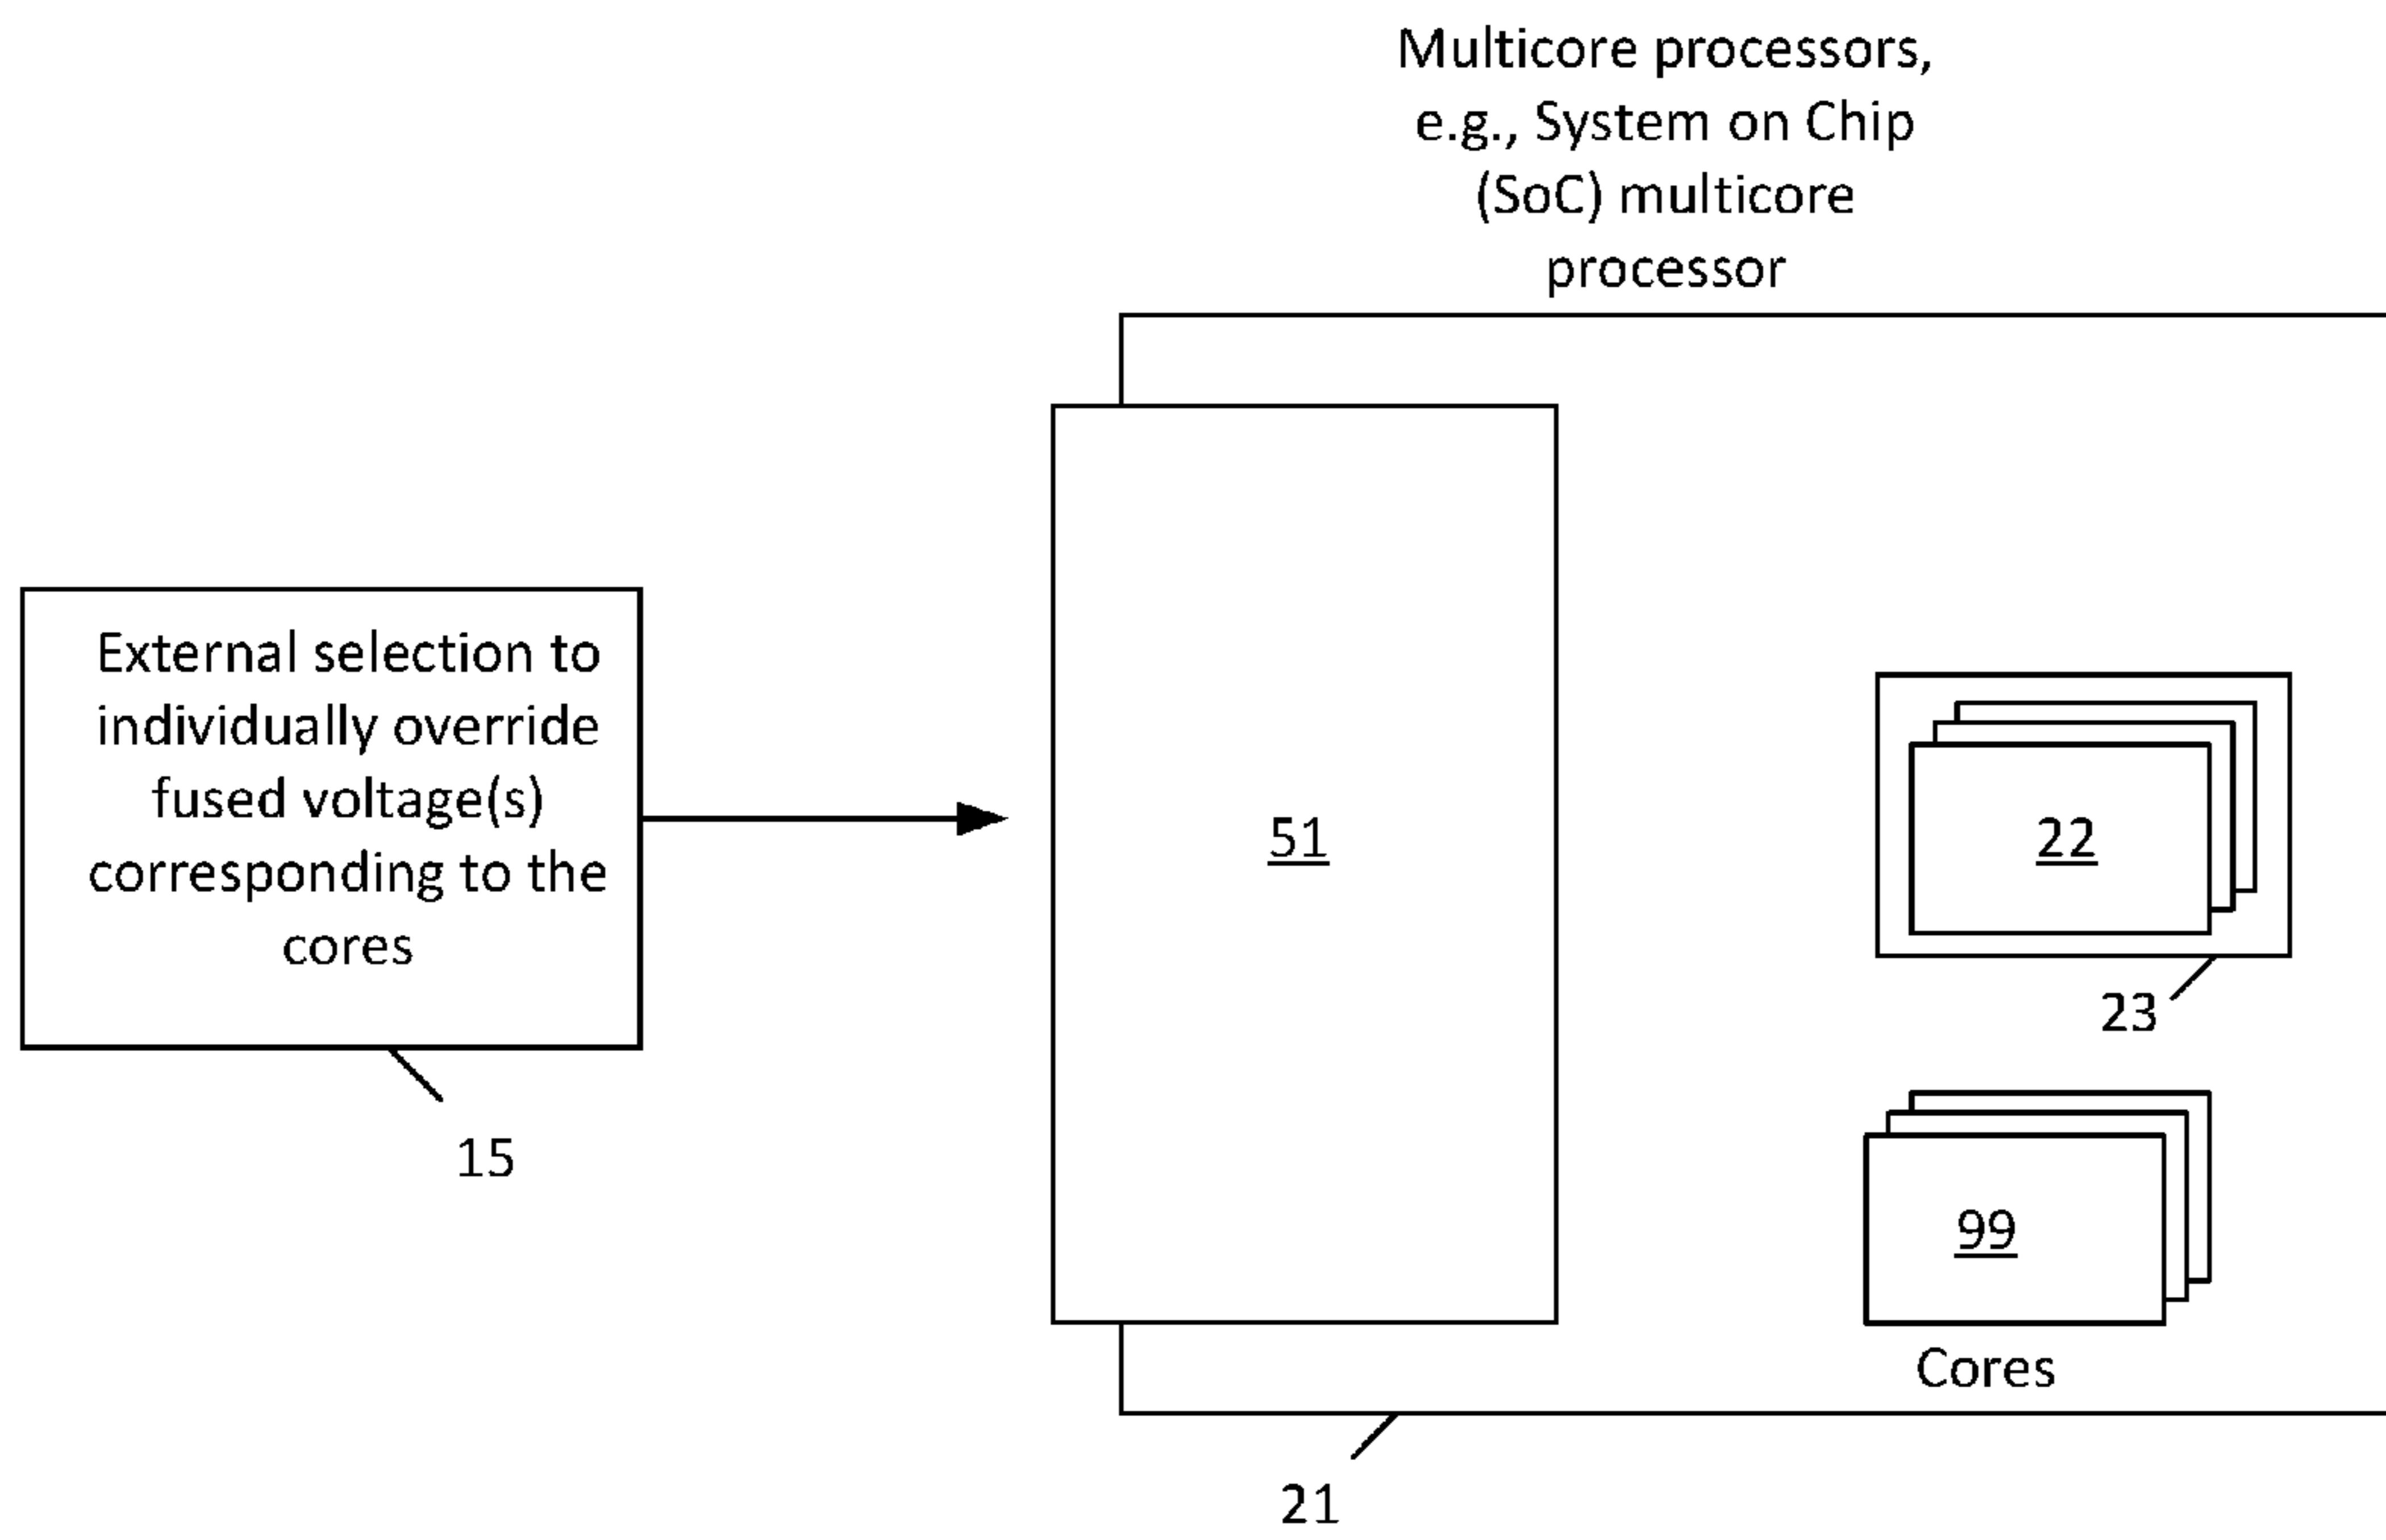 Multicore processors,
e.g., System on Chip
(SoC) multicore
processor
External selection to
individually override
fused voltage(s)
corresponding to the
cores
15
51
22
23
99
Cores
21